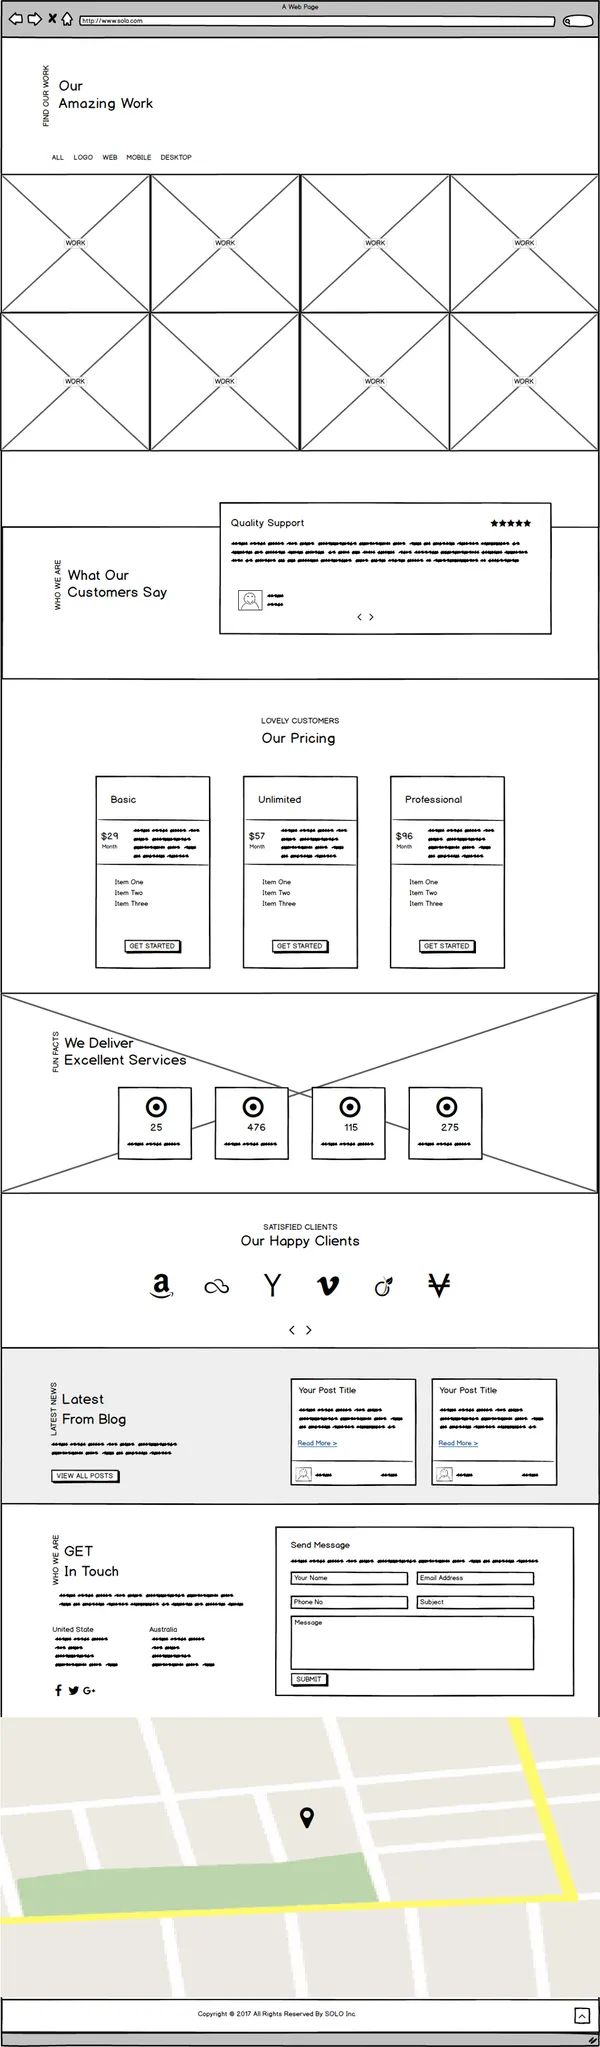 A Web Page
http://www.solo.com
FIND OUR WORK
Our
Amazing Work
ALL LOGO WEB MOBILE DESKTOP
WORK WORK WORK WORK
WORK WORK WORK WORK
Quality Support
WHO WE ARE
What Our
Customers Say
LOVELY CUSTOMERS
Our Pricing
Basic
$29
Month
Item One
Item Two
Item Three
GET STARTED
Unlimited
$57
Month
Item One
Item Two
Item Three
GET STARTED
Professional
$96
Month
Item One
Item Two
Item Three
GET STARTED
FUN FACTS
We Deliver
Excellent Services
25 476 115 275
SATISFIED CLIENTS
Our Happy Clients
LATEST NEWS
Latest
From Blog
VIEW ALL POSTS
Your Post Title
Read More >
Your Post Title
Read More >
WHO WE ARE
GET
In Touch
United State
Australia
G+
Send Message
Your Name
Email Address
Phone No
Subject
Message
SUBMIT
Copyright © 2017 All Rights Reserved By SOLO Inc.